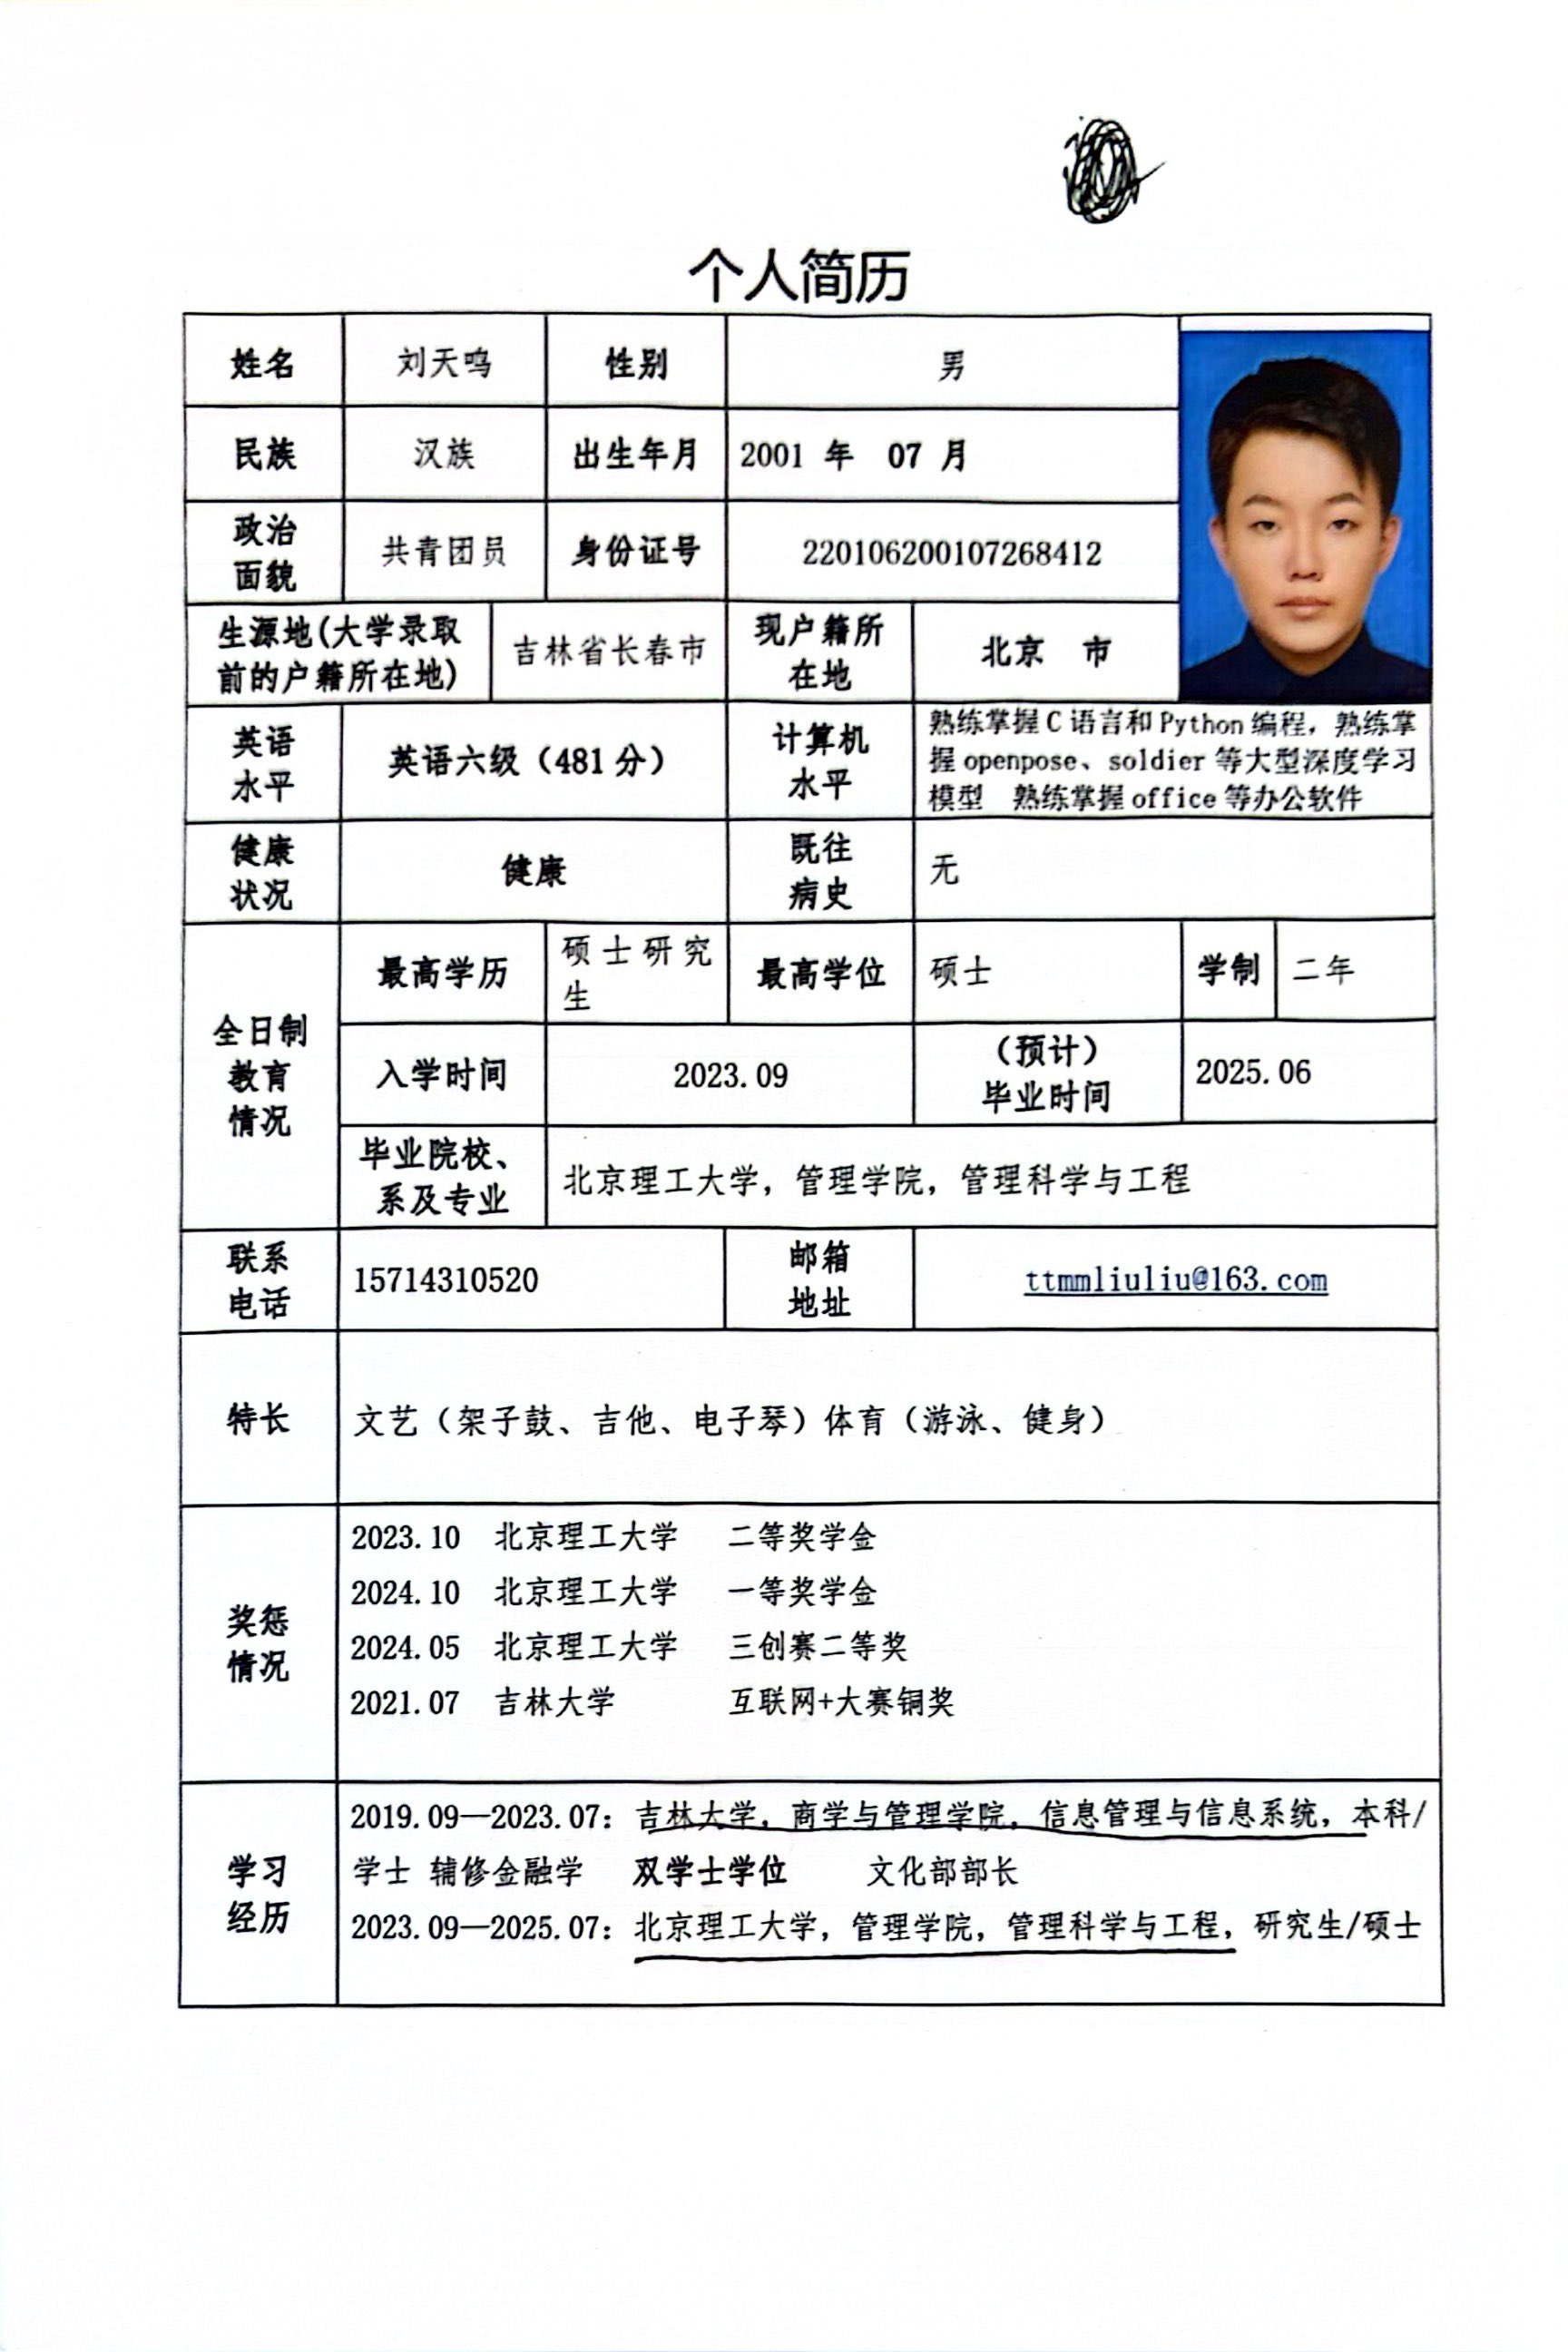 个人简历
姓名 刘天鸣 性别 男
民族 汉族 出生年月 2001 年 07 月
政治
面貌 共青团员 身份证号 220106200107268412
生源地(大学录取
前的户籍所在地) 吉林省长春市 现户籍所
在地 北京 市
英语
水平 英语六级（481 分） 计算机
水平 熟练掌握 C 语言和 Python 编程，熟练掌
握 openpose、soldier 等大型深度学习
模型 熟练掌握 office 等办公软件
健康
状况 健康 既往
病史 无
全日制
教育
情况
最高学历 硕士研究
生 最高学位 硕士 学制 二年
入学时间 2023.09 （预计）
毕业时间 2025.06
毕业院校、
系及专业 北京理工大学，管理学院，管理科学与工程
联系
电话 15714310520 邮箱
地址 ttmmliuliu@163.com
特长 文艺（架子鼓、吉他、电子琴）体育（游泳、健身）
奖惩
情况
2023.10 北京理工大学 二等奖学金
2024.10 北京理工大学 一等奖学金
2024.05 北京理工大学 三创赛二等奖
2021.07 吉林大学 互联网+大赛铜奖
学习
经历
2019.09—2023.07：吉林大学，商学与管理学院，信息管理与信息系统，本科/
学士 辅修金融学 双学士学位 文化部部长
2023.09—2025.07：北京理工大学，管理学院，管理科学与工程，研究生/硕士